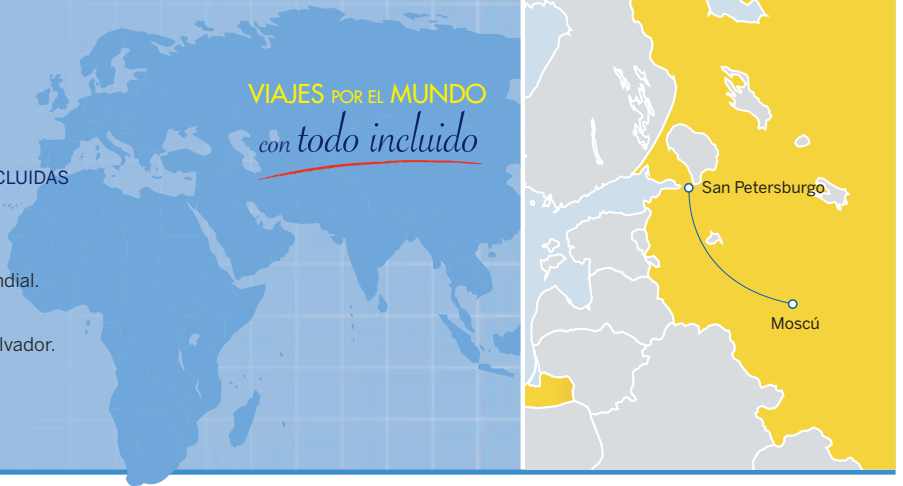 VIAJES POR EL MUNDO
con todo incluido
CLUIDAS
ndial.
lvador.
San Petersburgo
Moscú